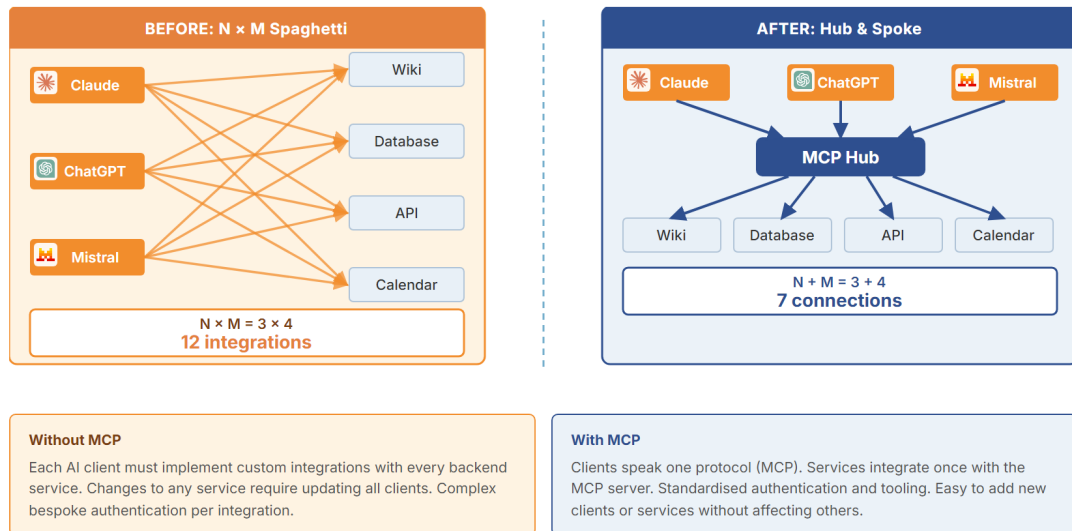 BEFORE: N × M Spaghetti
Claude
ChatGPT
Mistral
Wiki
Database
API
Calendar
N × M = 3 × 4
12 integrations
AFTER: Hub & Spoke
Claude
ChatGPT
Mistral
MCP Hub
Wiki
Database
API
Calendar
N + M = 3 + 4
7 connections
Without MCP
Each AI client must implement custom integrations with every backend
service. Changes to any service require updating all clients. Complex
bespoke authentication per integration.
With MCP
Clients speak one protocol (MCP). Services integrate once with the
MCP server. Standardised authentication and tooling. Easy to add new
clients or services without affecting others.